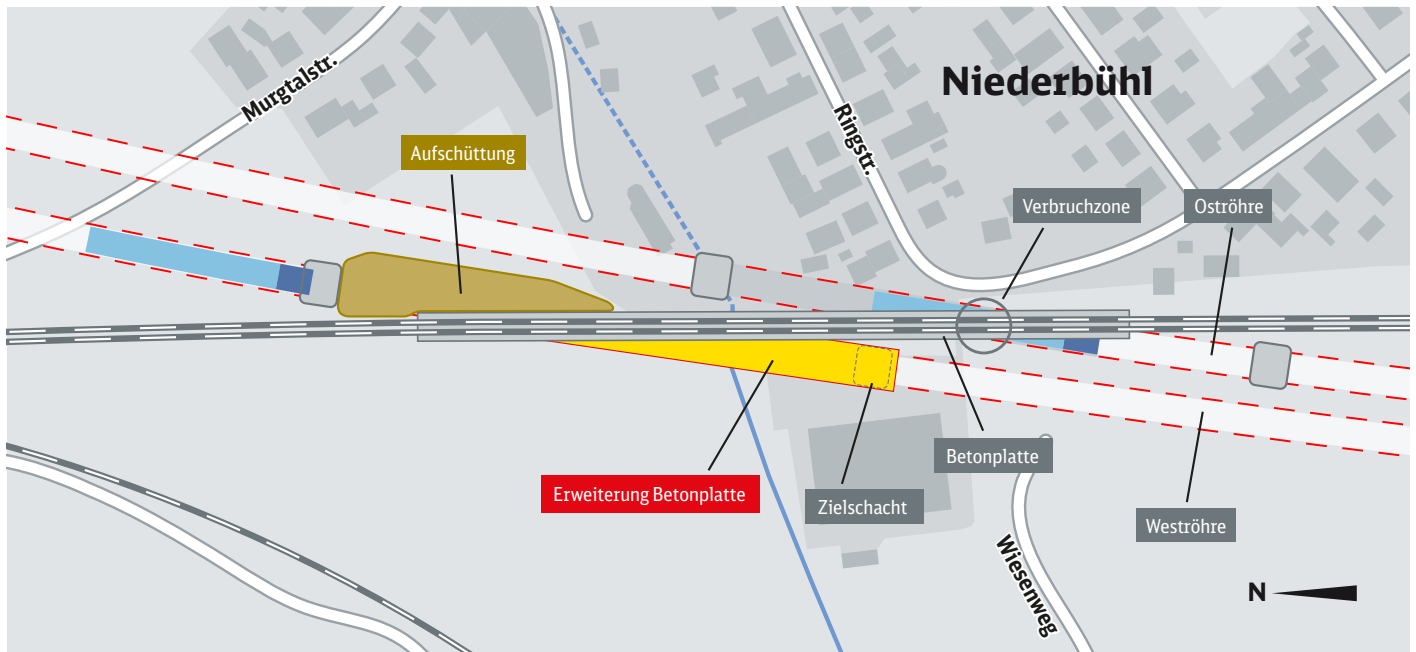 Niederbühl
Murgtalstr.
Ringstr.
Aufschüttung
Verbruchzone
Oströhre
Betonplatte
Erweiterung Betonplatte
Zielschacht
Weströhre
Wiesenweg
N